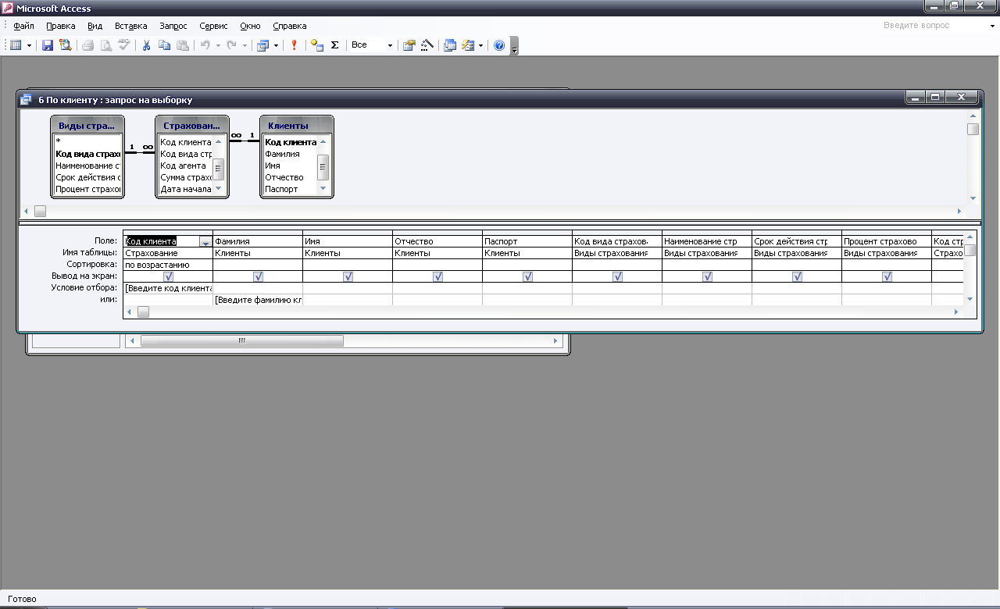 Microsoft Access
Файл Правка Вид Вставка Запрос Сервис Окно Справка Введите вопрос
Все
6 По клиенту : запрос на выборку
Виды стра... Страхован... Клиенты
*
Код вида страхо
Наименование ст
Срок действия с
Процент страхо
1 ∞
Код клиента
Код вида стр
Код агента
Сумма страхо
Дата начала
∞ 1
Код клиента
Фамилия
Имя
Отчество
Паспорт
Поле: Код клиента Фамилия Имя Отчество Паспорт Код вида страхов Наименование стр Срок действия стр Процент страхово Код стр
Имя таблицы: Страхование Клиенты Клиенты Клиенты Клиенты Виды страхования Виды страхования Виды страхования Виды страхования Страхо
Сортировка: по возрастанию
Вывод на экран:
Условие отбора: [Введите код клиента
или: [Введите фамилию кл
Готово